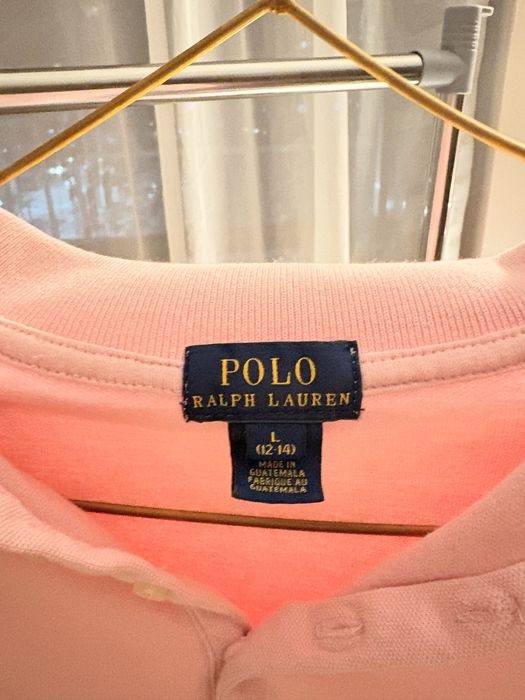 POLO
RALPH LAUREN
L
(12-14)
MADE IN
GUATEMALA
FABRIQUE AU
GUATEMALA